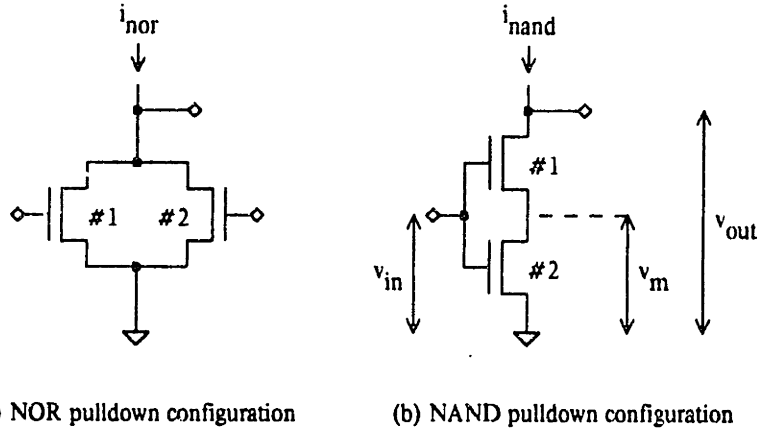 i_nor
i_nand
#1
#2
#1
#2
v_in
v_m
v_out
NOR pulldown configuration
(b) NAND pulldown configuration